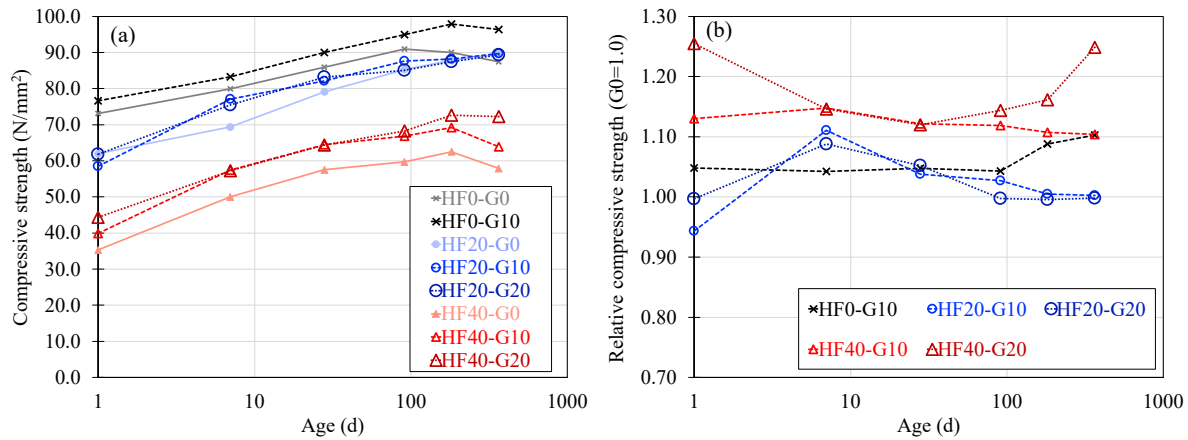 (a)
Compressive strength (N/mm²)
100.0
90.0
80.0
70.0
60.0
50.0
40.0
30.0
20.0
10.0
0.0
HF0-G0
HF0-G10
HF20-G0
HF20-G10
HF20-G20
HF40-G0
HF40-G10
HF40-G20
1
10
100
1000
Age (d)
(b)
Relative compressive strength (G0=1.0)
1.30
1.20
1.10
1.00
0.90
0.80
0.70
HF0-G10 HF20-G10 HF20-G20
HF40-G10 HF40-G20
1
10
100
1000
Age (d)